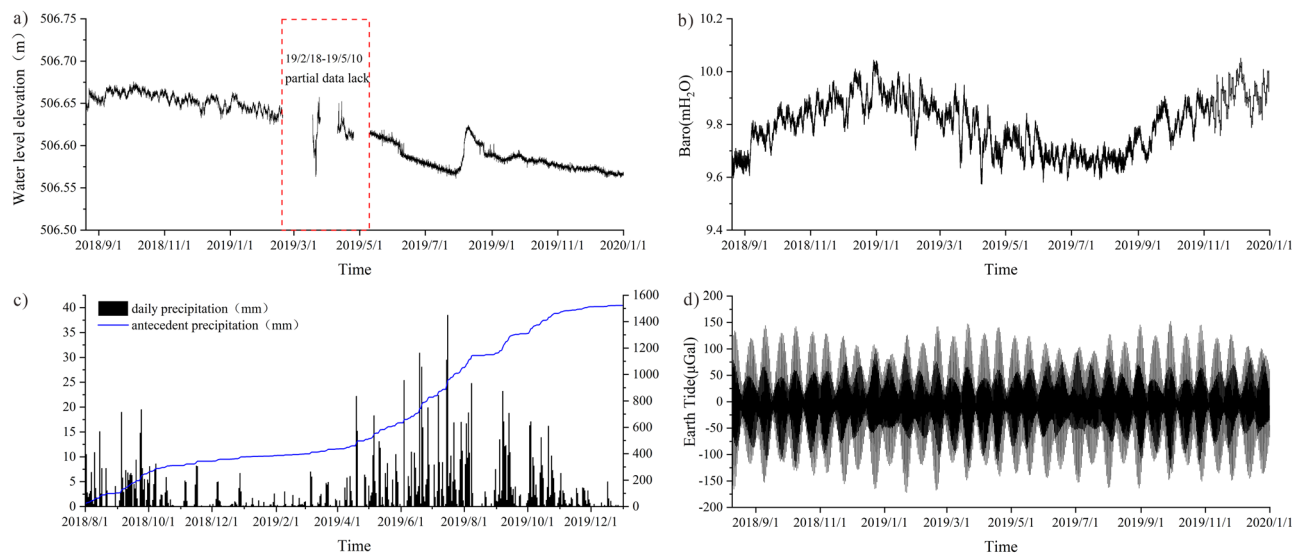 a)
506.75
506.70
506.65
506.60
506.55
506.50
Water level elevation (m)
19/2/18-19/5/10
partial data lack
2018/9/1 2018/11/1 2019/1/1 2019/3/1 2019/5/1 2019/7/1 2019/9/1 2019/11/1 2020/1/1
Time
b)
10.2
10.0
9.8
9.6
9.4
Baro(mH₂O)
2018/9/1 2018/11/1 2019/1/1 2019/3/1 2019/5/1 2019/7/1 2019/9/1 2019/11/1 2020/1/1
Time
c)
daily precipitation（mm）
antecedent precipitation（mm）
40
35
30
25
20
15
10
5
0
1600
1400
1200
1000
800
600
400
200
0
2018/8/1 2018/10/1 2018/12/1 2019/2/1 2019/4/1 2019/6/1 2019/8/1 2019/10/1 2019/12/1
Time
d)
200
150
100
50
0
-50
-100
-150
-200
Earth Tide(μGal)
2018/9/1 2018/11/1 2019/1/1 2019/3/1 2019/5/1 2019/7/1 2019/9/1 2019/11/1 2020/1/1
Time